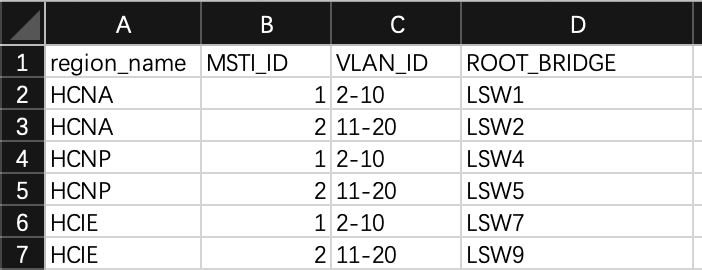 A B C D
1 region_name MSTI_ID VLAN_ID ROOT_BRIDGE
2 HCNA 1 2-10 LSW1
3 HCNA 2 11-20 LSW2
4 HCNP 1 2-10 LSW4
5 HCNP 2 11-20 LSW5
6 HCIE 1 2-10 LSW7
7 HCIE 2 11-20 LSW9